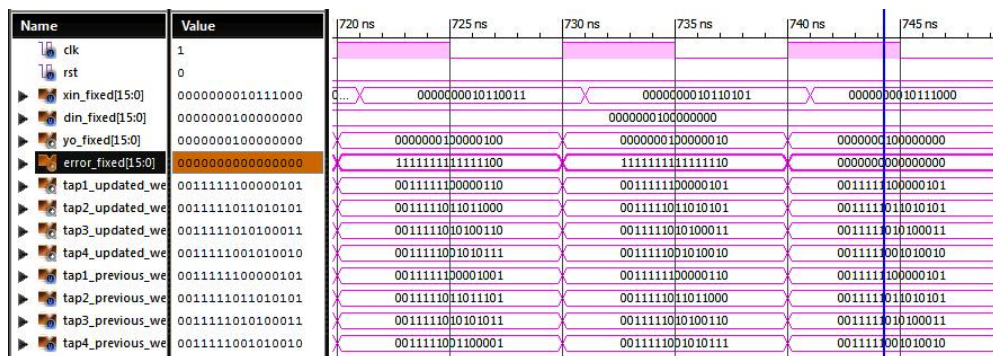 Name Value 720 ns 725 ns 730 ns 735 ns 740 ns 745 ns
clk 1
rst 0
xin_fixed[15:0] 0000000010111000 0... 0000000010110011 0000000010110101 0000000010111000
din_fixed[15:0] 0000000100000000 0000000100000000
yo_fixed[15:0] 0000000100000000 0000000100000100 0000000100000010 0000000100000000
error_fixed[15:0] 0000000000000000 1111111111111100 1111111111111110 0000000000000000
tap1_updated_we 0011111100000101 0011111100000110 0011111100000101 0011111100000101
tap2_updated_we 0011111011010101 0011111011011000 0011111011010101 0011111011010101
tap3_updated_we 0011111010100011 0011111010100110 0011111010100011 0011111010100011
tap4_updated_we 0011111001010010 0011111001010111 0011111001010010 0011111001010010
tap1_previous_we 0011111100000101 0011111100001001 0011111100000110 0011111100000101
tap2_previous_we 0011111011010101 0011111011011101 0011111011011000 0011111011010101
tap3_previous_we 0011111010100011 0011111010101011 0011111010100110 0011111010100011
tap4_previous_we 0011111001010010 0011111001100001 0011111001010111 0011111001010010